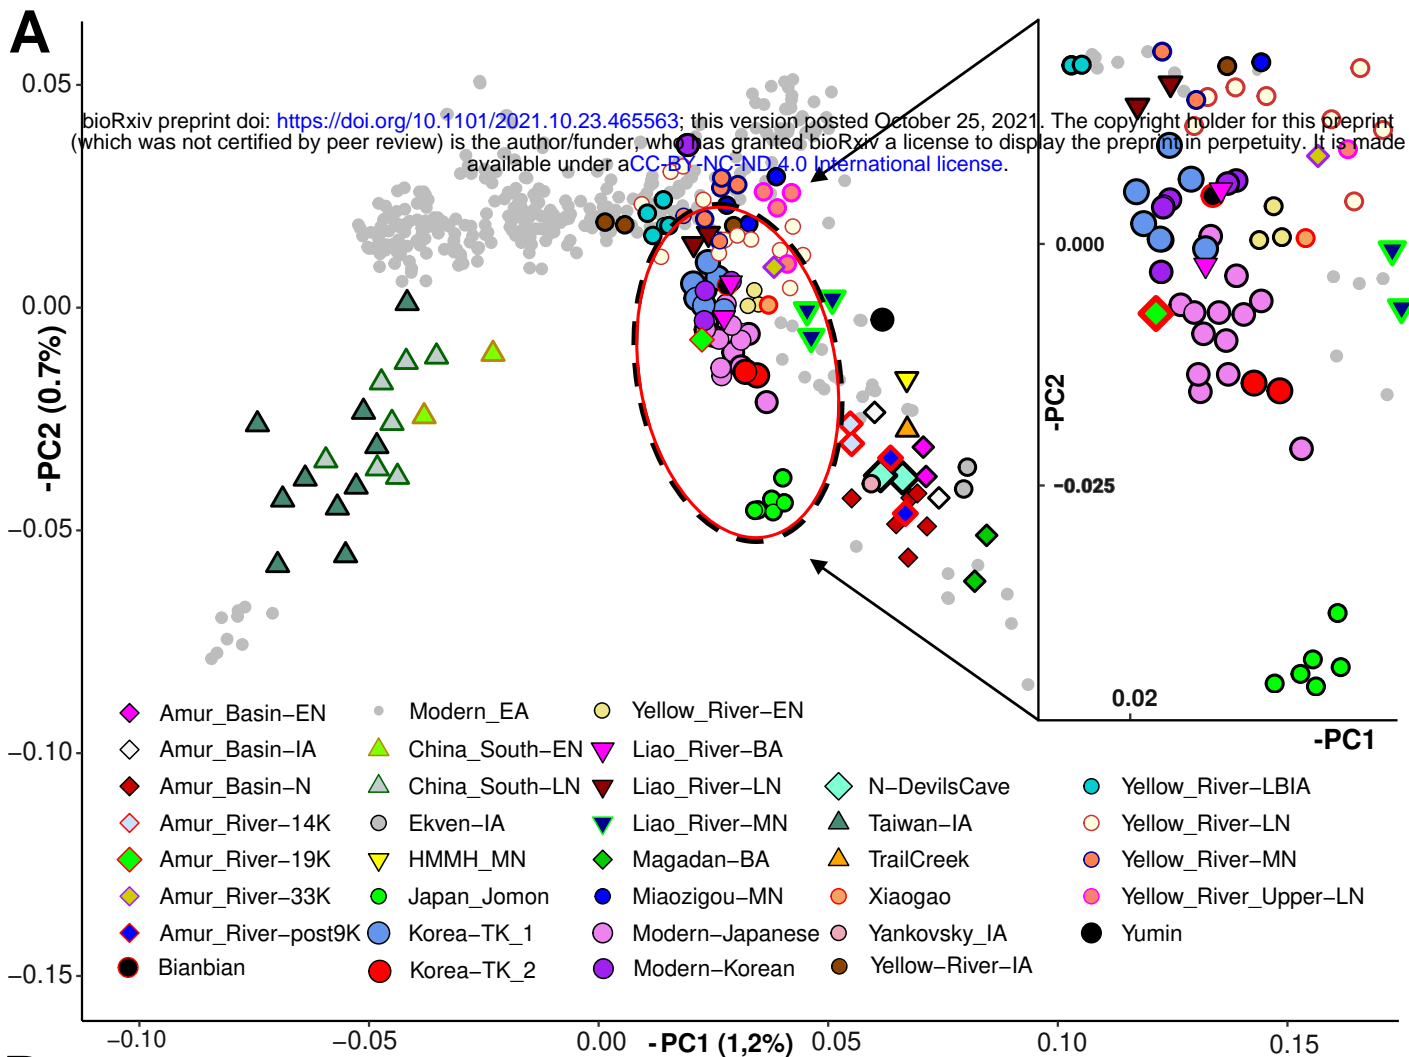 A
0.05
bioRxiv preprint doi: https://doi.org/10.1101/2021.10.23.465563; this version posted October 25, 2021. The copyright holder for this preprint
(which was not certified by peer review) is the author/funder, who has granted bioRxiv a license to display the preprint in perpetuity. It is made
available under aCC-BY-NC-ND 4.0 International license.
0.00
−0.05
−0.10
−0.15
-PC2 (0.7%)
0.000
−0.025
-PC2
0.02
-PC1
Amur_Basin−EN
Amur_Basin−IA
Amur_Basin−N
Amur_River−14K
Amur_River−19K
Amur_River−33K
Amur_River−post9K
Bianbian
Modern_EA
China_South−EN
China_South−LN
Ekven−IA
HMMH_MN
Japan_Jomon
Korea−TK_1
Korea−TK_2
Yellow_River−EN
Liao_River−BA
Liao_River−LN
Liao_River−MN
Magadan−BA
Miaozigou−MN
Modern−Japanese
Modern−Korean
N−DevilsCave
Taiwan−IA
TrailCreek
Xiaogao
Yankovsky_IA
Yellow−River−IA
Yellow_River−LBIA
Yellow_River−LN
Yellow_River−MN
Yellow_River_Upper−LN
Yumin
−0.10
−0.05
0.00
-PC1 (1,2%)
0.05
0.10
0.15